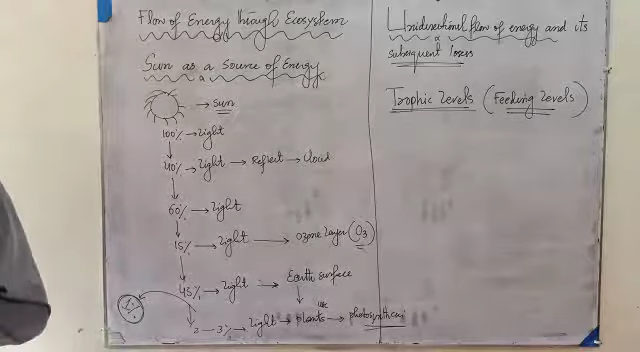 Flow of Energy through Ecosystem
Sun as a Source of Energy
→ Sun
100% → Light
40% → Light → Reflect → Cloud
60% → Light
15% → Light → Ozone Layer (O3)
45% → Light → Earth surface
2-3% → Light → plants use → photosynthesis
Unidirectional flow of energy and its
subsequent losses
Trophic Levels (Feeding Levels)